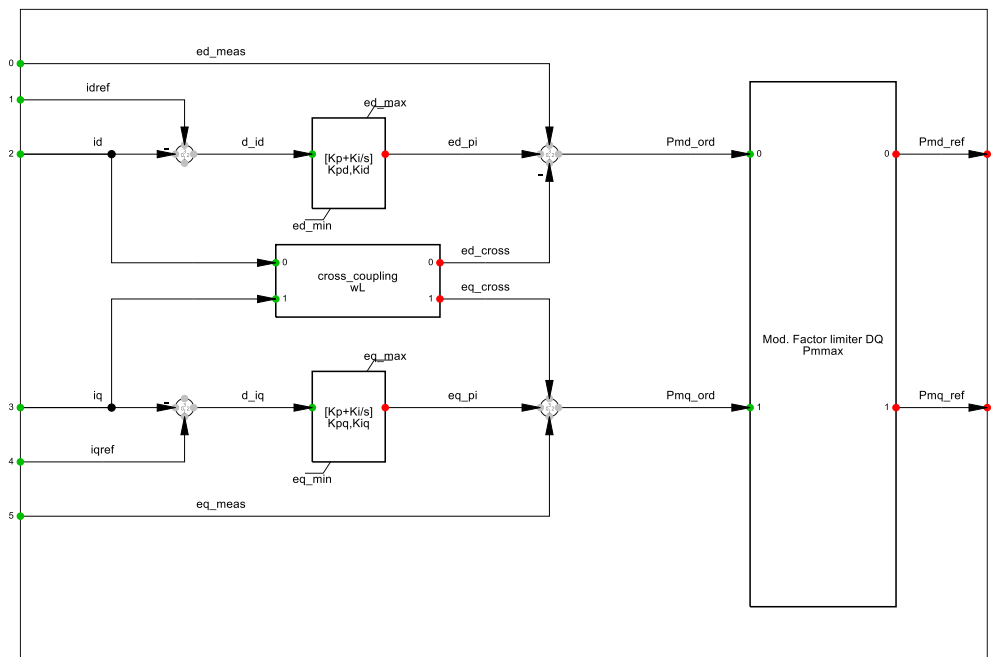 ed_meas
0
idref
1
ed_max
id
-
d_id
[Kp+Ki/s]
Kpd,Kid
ed_pi
-
Pmd_ord
0
0
Pmd_ref
2
ed_min
ed_cross
0
cross_coupling
wL
0
1
1
eq_cross
Mod. Factor limiter DQ
Pmmax
eq_max
iq
-
d_iq
[Kp+Ki/s]
Kpq,Kiq
eq_pi
Pmq_ord
1
1
Pmq_ref
3
iqref
4
eq_min
eq_meas
5